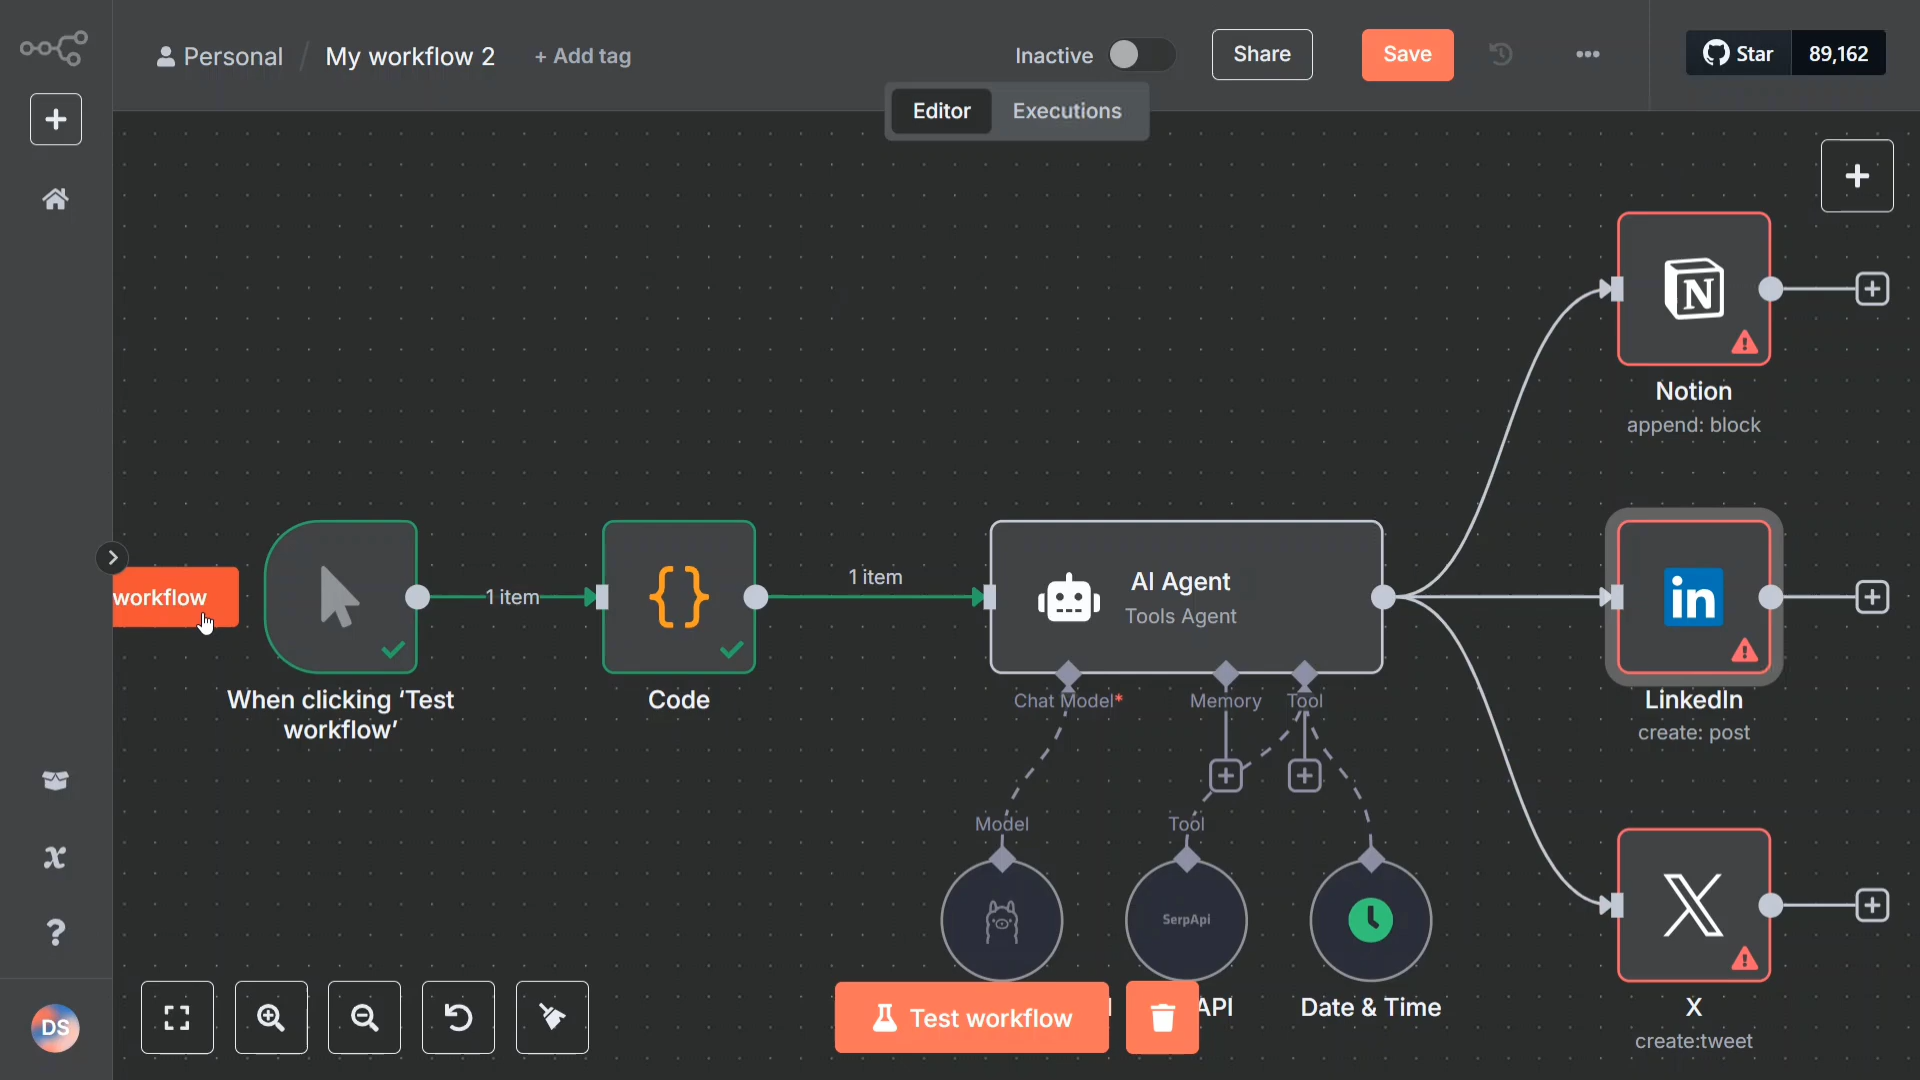 Personal / My workflow 2 + Add tag
Inactive
Share
Save
Star 89,162
Editor Executions
N
Notion
append: block
workflow
1 item
{}
Code
1 item
AI Agent
Tools Agent
in
LinkedIn
create: post
When clicking ‘Test
workflow’
Chat Model*
Memory
Tool
Model
Tool
SerpApi
API
Date & Time
X
create:tweet
x
?
DS
Test workflow